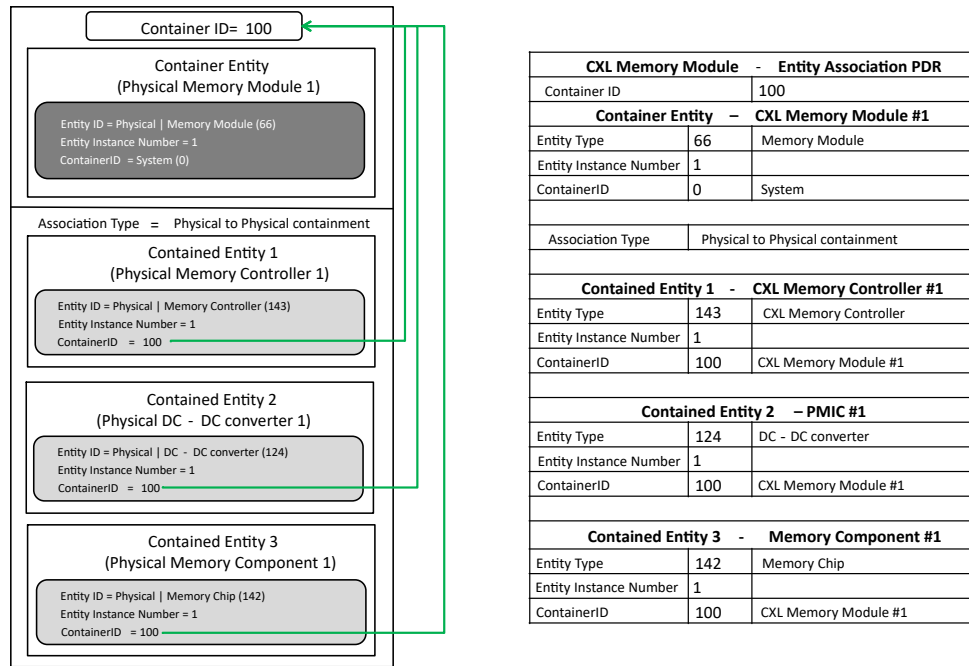 Container ID= 100
Container Entity
(Physical Memory Module 1)
Entity ID = Physical | Memory Module (66)
Entity Instance Number = 1
ContainerID = System (0)
Association Type = Physical to Physical containment
Contained Entity 1
(Physical Memory Controller 1)
Entity ID = Physical | Memory Controller (143)
Entity Instance Number = 1
ContainerID = 100
Contained Entity 2
(Physical DC - DC converter 1)
Entity ID = Physical | DC - DC converter (124)
Entity Instance Number = 1
ContainerID = 100
Contained Entity 3
(Physical Memory Component 1)
Entity ID = Physical | Memory Chip (142)
Entity Instance Number = 1
ContainerID = 100
CXL Memory Module - Entity Association PDR
Container ID 100
Container Entity – CXL Memory Module #1
Entity Type 66 Memory Module
Entity Instance Number 1
ContainerID 0 System
Association Type Physical to Physical containment
Contained Entity 1 - CXL Memory Controller #1
Entity Type 143 CXL Memory Controller
Entity Instance Number 1
ContainerID 100 CXL Memory Module #1
Contained Entity 2 – PMIC #1
Entity Type 124 DC - DC converter
Entity Instance Number 1
ContainerID 100 CXL Memory Module #1
Contained Entity 3 - Memory Component #1
Entity Type 142 Memory Chip
Entity Instance Number 1
ContainerID 100 CXL Memory Module #1